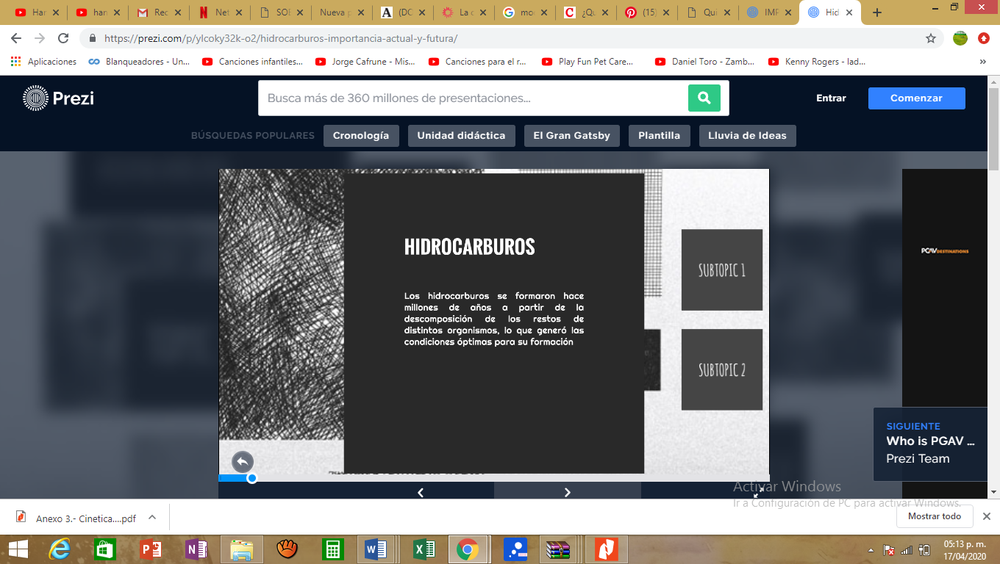 Har
har
Rec
Net
SOE
Nueva p
A (DC
La c
G mo
C ¿Qu
(15)
Qui
IMF
Hid
https://prezi.com/p/ylcoky32k-o2/hidrocarburos-importancia-actual-y-futura/
Aplicaciones
Blanqueadores - Un...
Canciones infantiles...
Jorge Cafrune - Mis...
Canciones para el r...
Play Fun Pet Care...
Daniel Toro - Zamb...
Kenny Rogers - lad...
»
Prezi
Busca más de 360 millones de presentaciones...
Entrar
Comenzar
BÚSQUEDAS POPULARES
Cronología
Unidad didáctica
El Gran Gatsby
Plantilla
Lluvia de Ideas
HIDROCARBUROS
Los hidrocarburos se formaron hace
millones de años a partir de la
descomposición de los restos de
distintos organismos, lo que generó las
condiciones óptimas para su formación
SUBTOPIC 1
SUBTOPIC 2
PGAV DESTINATIONS
SIGUIENTE
Who is PGAV ...
Prezi Team
Activar Windows
Ir a Configuración de PC para activar Windows.
Anexo 3.- Cinetica....pdf
Mostrar todo
05:13 p. m.
17/04/2020